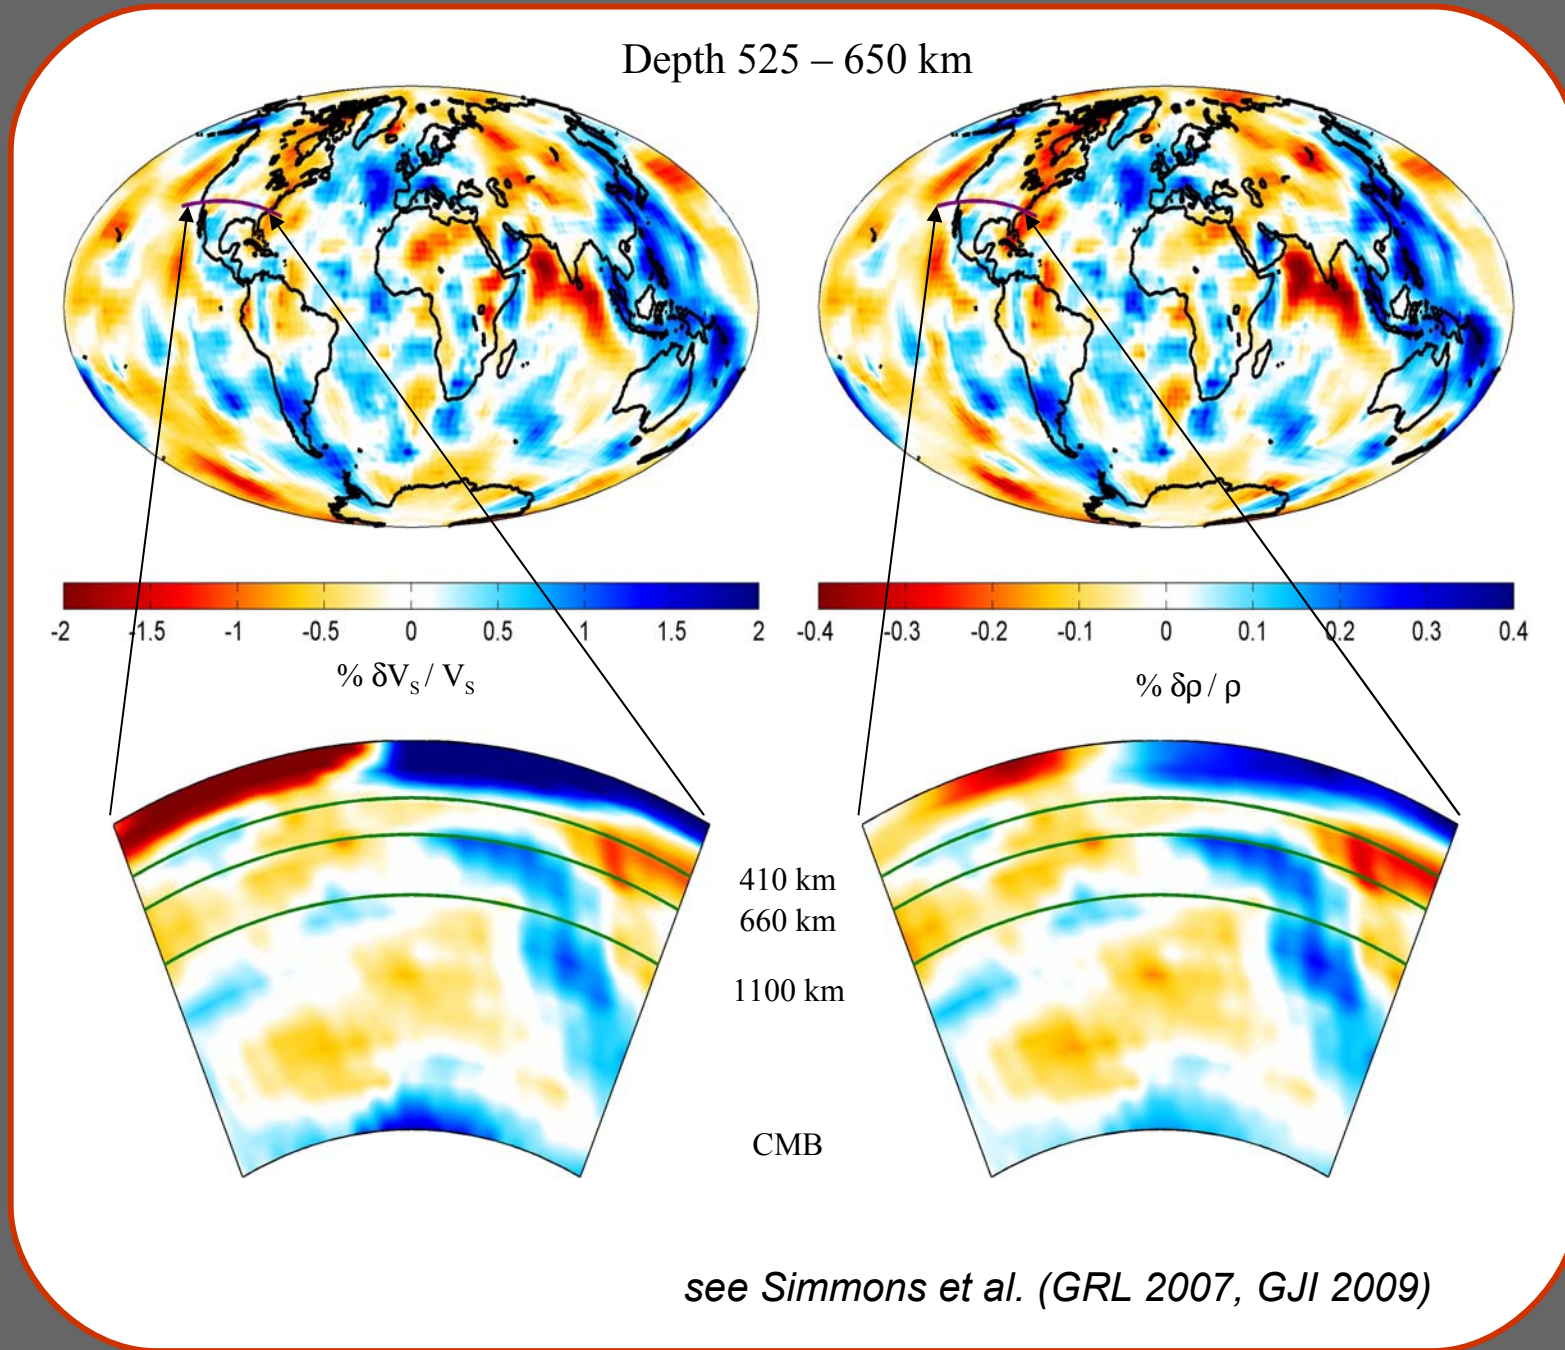 Depth 525 – 650 km
-2 -1.5 -1 -0.5 0 0.5 1 1.5 2
-0.4 -0.3 -0.2 -0.1 0 0.1 0.2 0.3 0.4
% δVS / VS
% δρ / ρ
410 km
660 km
1100 km
CMB
see Simmons et al. (GRL 2007, GJI 2009)